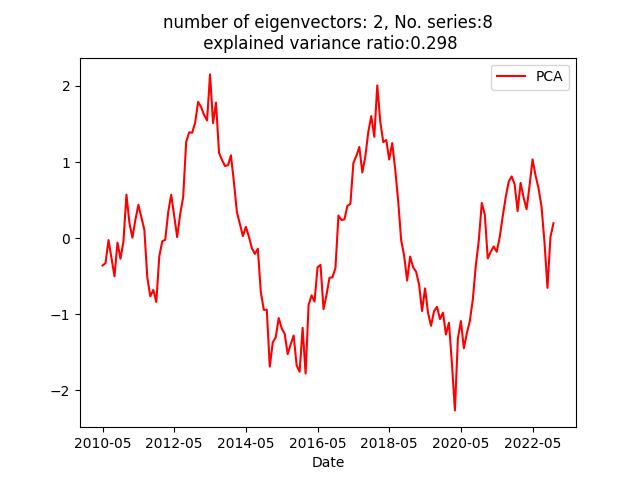 number of eigenvectors: 2, No. series:8
explained variance ratio:0.298
PCA
2
1
0
−1
−2
2010-05 2012-05 2014-05 2016-05 2018-05 2020-05 2022-05
Date